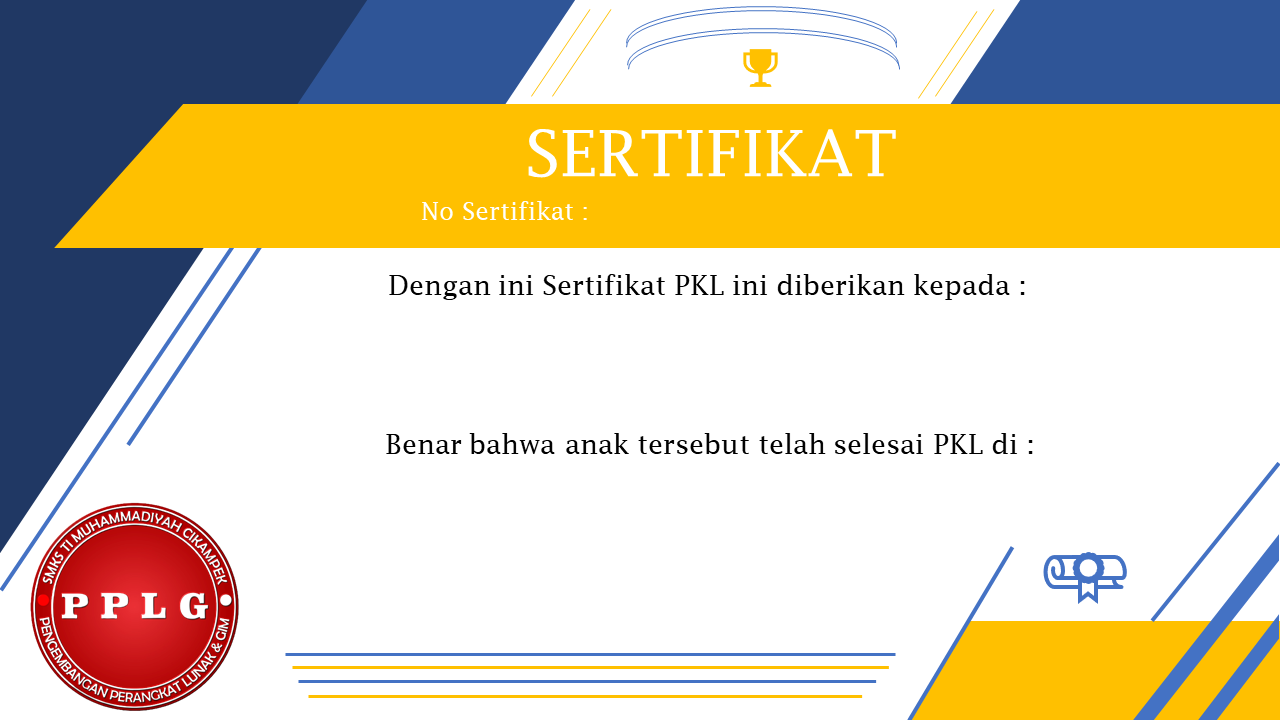 SERTIFIKAT
No Sertifikat :
Dengan ini Sertifikat PKL ini diberikan kepada :
Benar bahwa anak tersebut telah selesai PKL di :
SMKS TI MUHAMMADIYAH CIKAMPEK
PPLG
PENGEMBANGAN PERANGKAT LUNAK & GIM